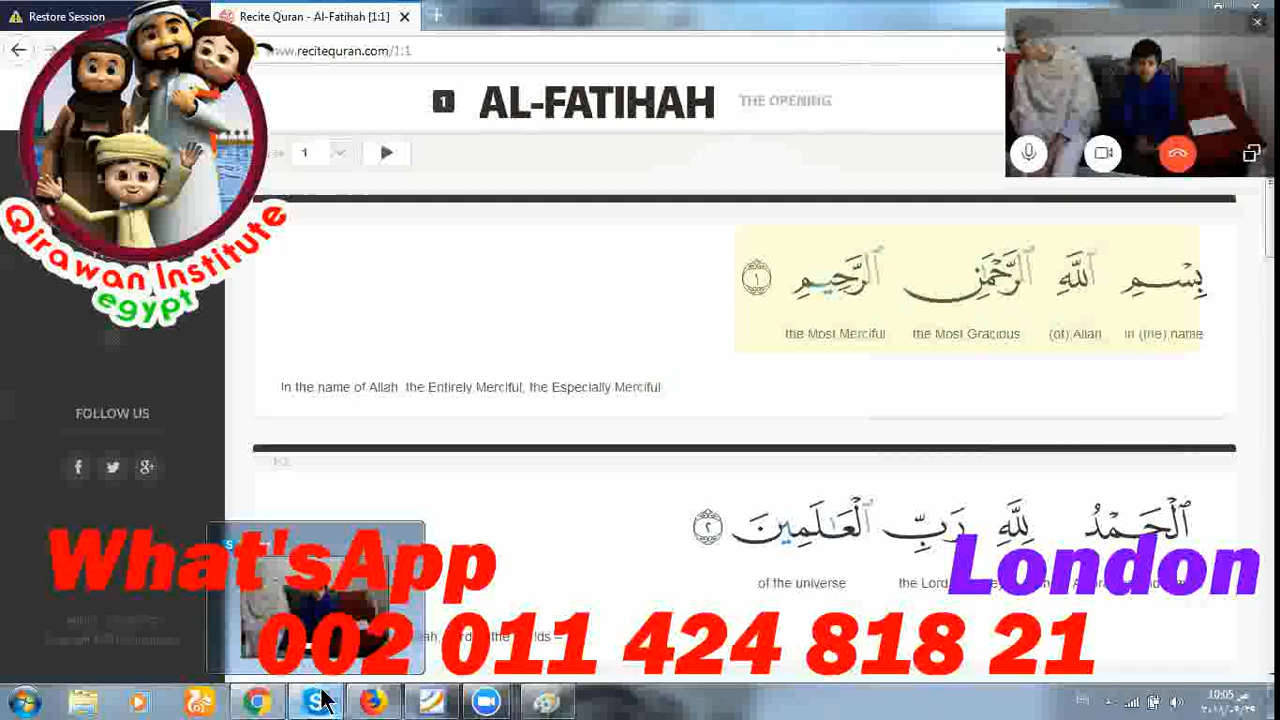 Restore Session
Recite Quran - Al-Fatihah [1:1]
www.recitequran.com/1:1
1 AL-FATIHAH THE OPENING
1
Qirawan Institute
egypt
بِسْمِ ٱللَّهِ ٱلرَّحْمَٰنِ ٱلرَّحِيمِ ١
the Most Merciful the Most Gracious (of) Allah In (the) name
In the name of Allah, the Entirely Merciful, the Especially Merciful
FOLLOW US
ٱلْحَمْدُ لِلَّهِ رَبِّ ٱلْعَٰلَمِينَ ٢
of the universe the Lord
What'sApp London
002 011 424 818 21
10:05 ص